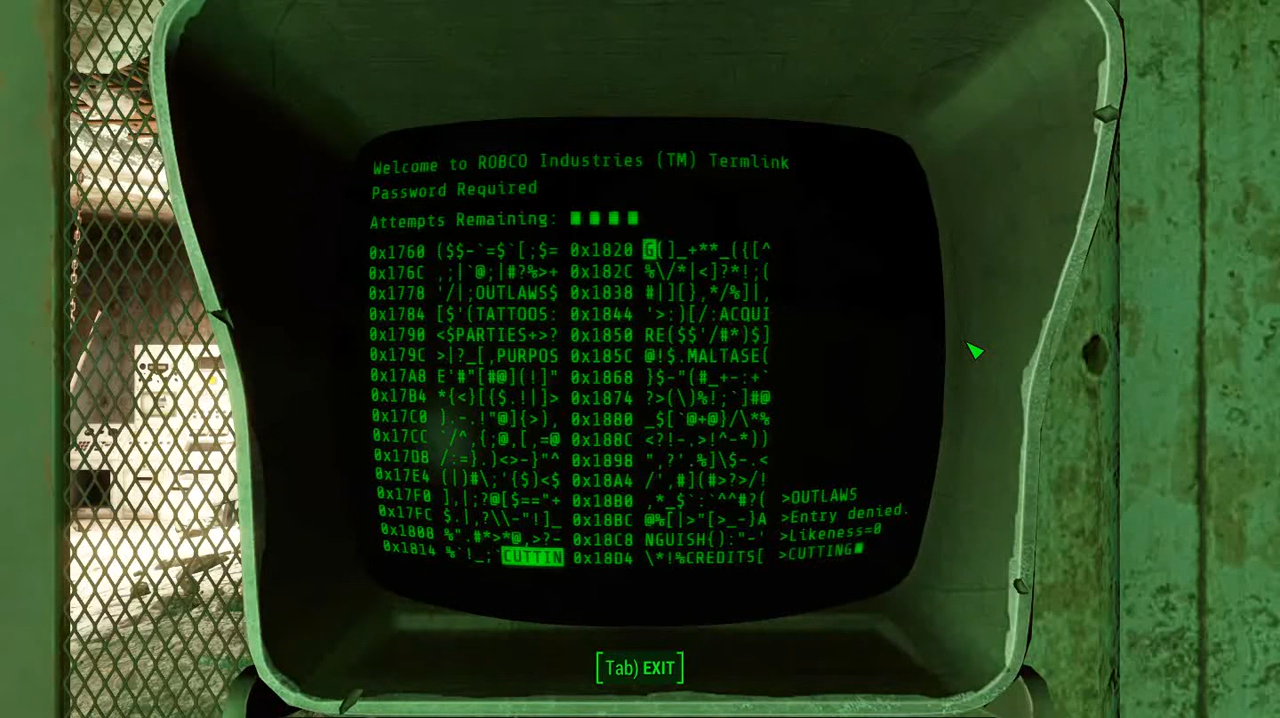 Welcome to ROBCO Industries (TM) Termlink
Password Required
Attempts Remaining: ■ ■ ■ ■
0x1760 ($$-`=$`[;$= 0x1820 G(]_+**_({[^
0x176C ,;|`@;|#?%>+ 0x182C %\/*|<]?*!;(
0x1778 '/|;OUTLAWS$ 0x1838 #|][},*/%]|,
0x1784 [$'(TATTOOS: 0x1844 '>:)[/:ACQUI
0x1790 <$PARTIES+>? 0x1850 RE($$'/#*)$]
0x179C >|?_[,PURPOS 0x185C @!$.MALTASE(
0x17A8 E'#"[#@](!]" 0x1868 }$-"(#_+-:+`
0x17B4 *{<}[{$.!|]> 0x1874 ?>(\)%!;`]#@
0x17C0 ).-.!"@]{>), 0x1880 _$[`@+@}/\*%
0x17CC `/^.{;@,[,=@ 0x188C <?!-.>!^-*))
0x17D8 /:=}.)<>-}"^ 0x1898 ",?'.%]\$-.<
0x17E4 (|)#\;'{$)<$ 0x18A4 /',#](#>?>/!
0x17F0 ],|;?@[$=="+ 0x18B0 ,*_$`:`^^#?( >OUTLAWS
0x17FC $.|,?\\-"!]_ 0x18BC @%[|>"[>_-}A >Entry denied.
0x1808 %".#*>*@,>?- 0x18C8 NGUISH{}:"-' >Likeness=0
0x1814 %`!_;`CUTTIN 0x18D4 \*!%CREDITS[ >CUTTING■
[Tab) EXIT]